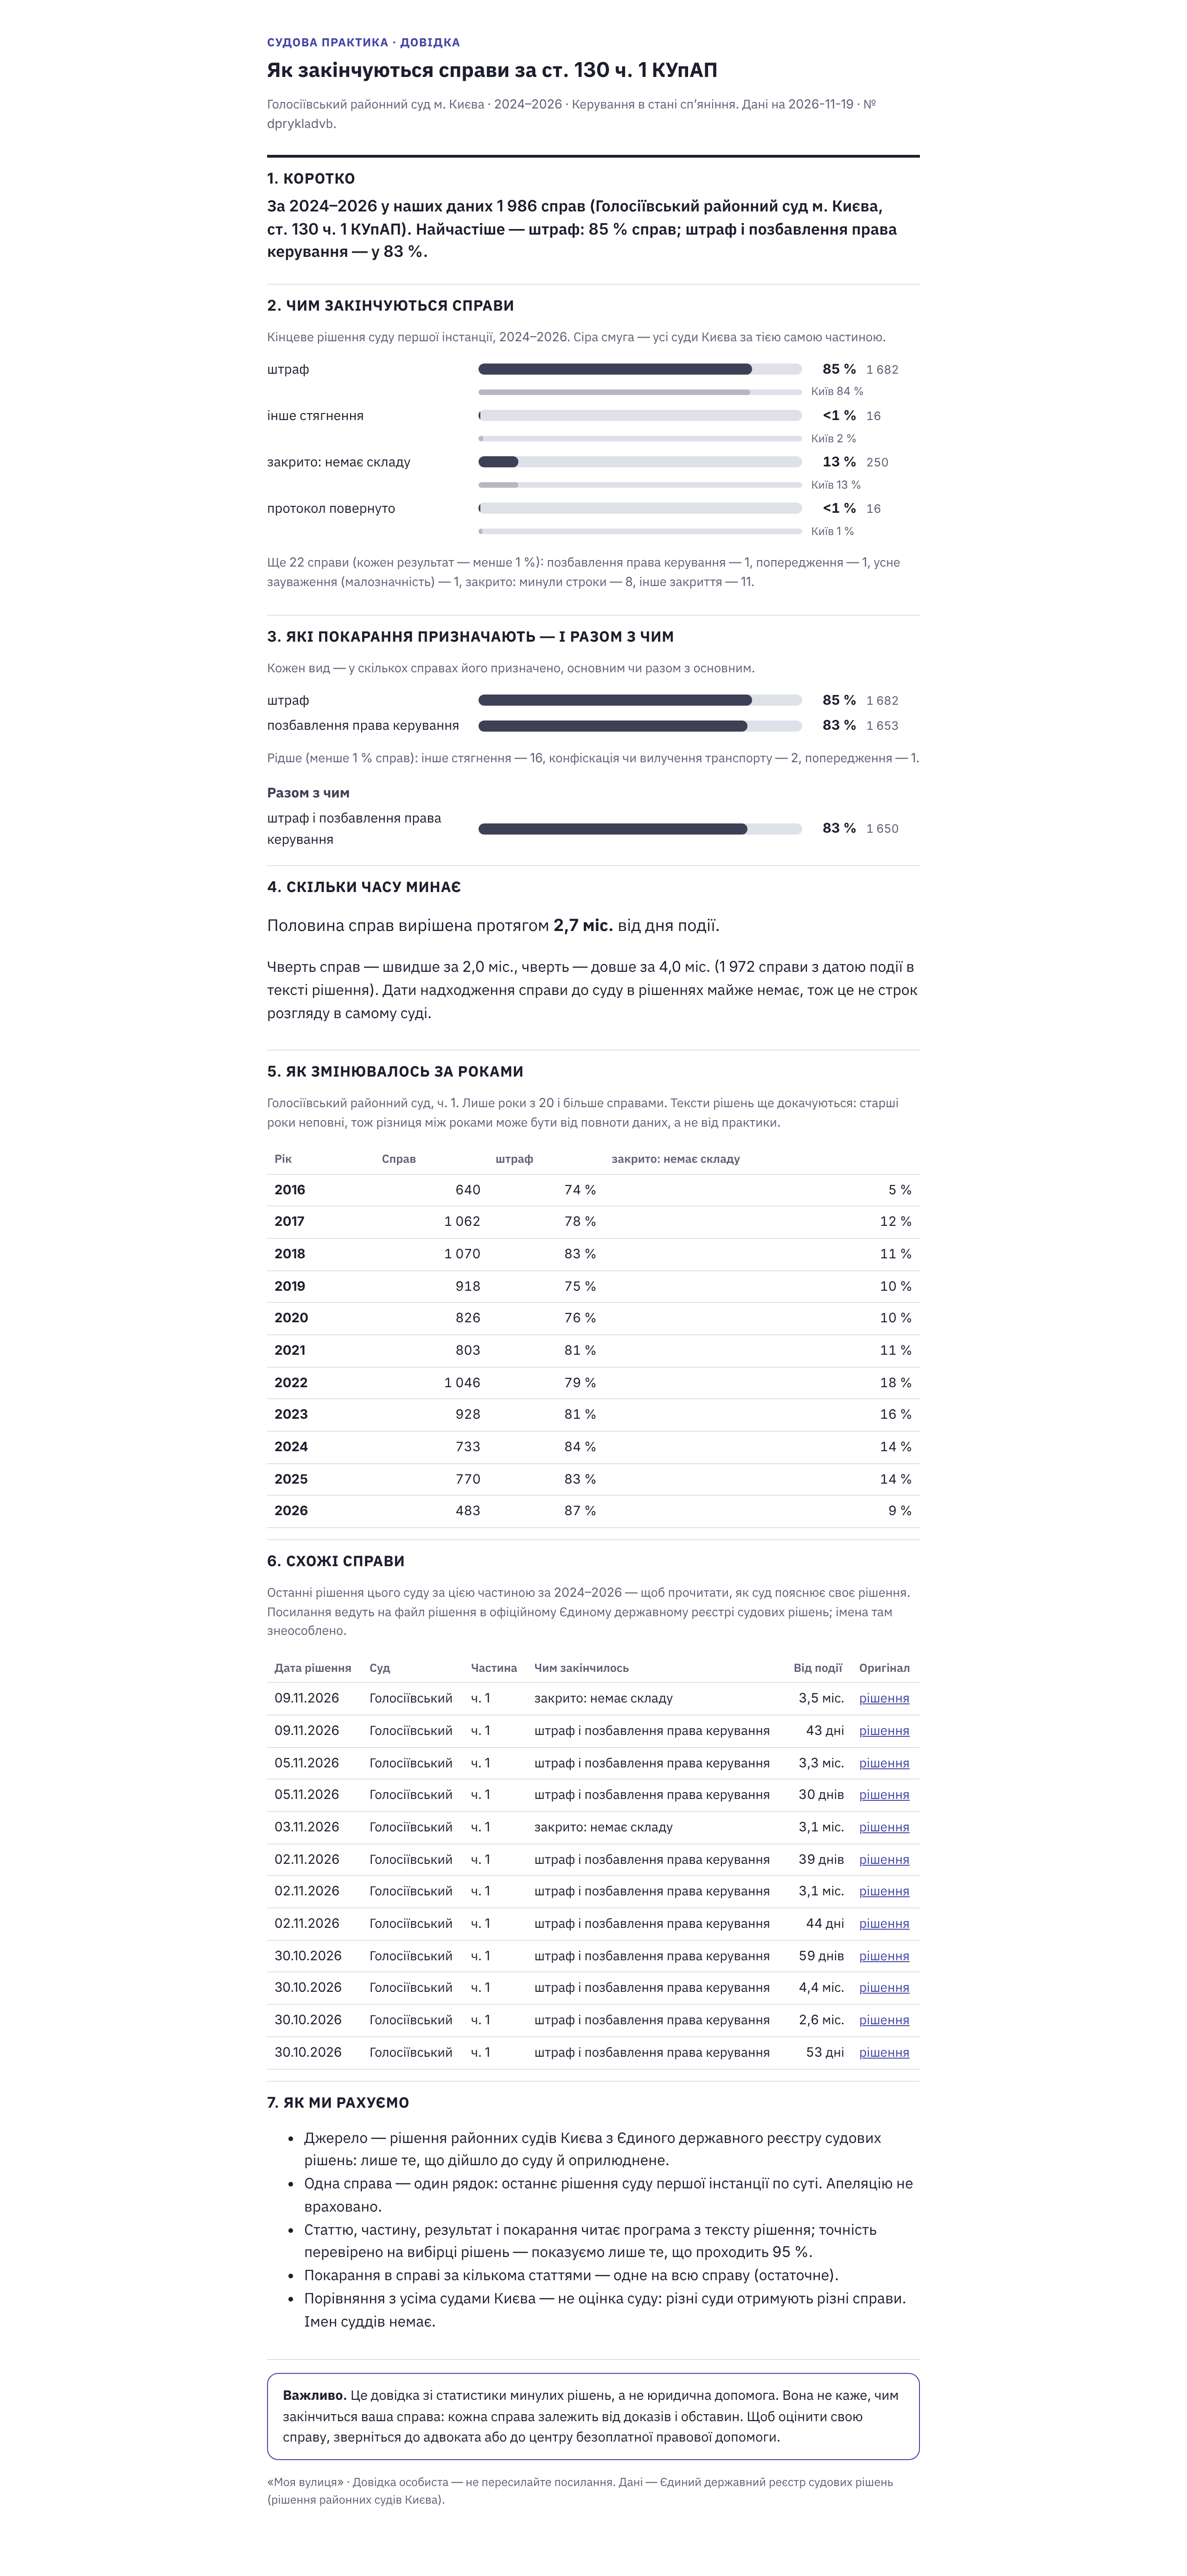 СУДОВА ПРАКТИКА · ДОВІДКА
Як закінчуються справи за ст. 130 ч. 1 КУпАП
Голосіївський районний суд м. Києва · 2024–2026 · Керування в стані сп’яніння. Дані на 2026-11-19 · №
dprykladvb.
1. КОРОТКО
За 2024–2026 у наших даних 1 986 справ (Голосіївський районний суд м. Києва,
ст. 130 ч. 1 КУпАП). Найчастіше — штраф: 85 % справ; штраф і позбавлення права
керування — у 83 %.
2. ЧИМ ЗАКІНЧУЮТЬСЯ СПРАВИ
Кінцеве рішення суду першої інстанції, 2024–2026. Сіра смуга — усі суди Києва за тією самою частиною.
штраф 85 % 1 682
Київ 84 %
інше стягнення <1 % 16
Київ 2 %
закрито: немає складу 13 % 250
Київ 13 %
протокол повернуто <1 % 16
Київ 1 %
Ще 22 справи (кожен результат — менше 1 %): позбавлення права керування — 1, попередження — 1, усне
зауваження (малозначність) — 1, закрито: минули строки — 8, інше закриття — 11.
3. ЯКІ ПОКАРАННЯ ПРИЗНАЧАЮТЬ — І РАЗОМ З ЧИМ
Кожен вид — у скількох справах його призначено, основним чи разом з основним.
штраф 85 % 1 682
позбавлення права керування 83 % 1 653
Рідше (менше 1 % справ): інше стягнення — 16, конфіскація чи вилучення транспорту — 2, попередження — 1.
Разом з чим
штраф і позбавлення права
керування 83 % 1 650
4. СКІЛЬКИ ЧАСУ МИНАЄ
Половина справ вирішена протягом 2,7 міс. від дня події.
Чверть справ — швидше за 2,0 міс., чверть — довше за 4,0 міс. (1 972 справи з датою події в
тексті рішення). Дати надходження справи до суду в рішеннях майже немає, тож це не строк
розгляду в самому суді.
5. ЯК ЗМІНЮВАЛОСЬ ЗА РОКАМИ
Голосіївський районний суд, ч. 1. Лише роки з 20 і більше справами. Тексти рішень ще докачуються: старші
роки неповні, тож різниця між роками може бути від повноти даних, а не від практики.
Рік Справ штраф закрито: немає складу
2016 640 74 % 5 %
2017 1 062 78 % 12 %
2018 1 070 83 % 11 %
2019 918 75 % 10 %
2020 826 76 % 10 %
2021 803 81 % 11 %
2022 1 046 79 % 18 %
2023 928 81 % 16 %
2024 733 84 % 14 %
2025 770 83 % 14 %
2026 483 87 % 9 %
6. СХОЖІ СПРАВИ
Останні рішення цього суду за цією частиною за 2024–2026 — щоб прочитати, як суд пояснює своє рішення.
Посилання ведуть на файл рішення в офіційному Єдиному державному реєстрі судових рішень; імена там
знеособлено.
Дата рішення Суд Частина Чим закінчилось Від події Оригінал
09.11.2026 Голосіївський ч. 1 закрито: немає складу 3,5 міс. рішення
09.11.2026 Голосіївський ч. 1 штраф і позбавлення права керування 43 дні рішення
05.11.2026 Голосіївський ч. 1 штраф і позбавлення права керування 3,3 міс. рішення
05.11.2026 Голосіївський ч. 1 штраф і позбавлення права керування 30 днів рішення
03.11.2026 Голосіївський ч. 1 закрито: немає складу 3,1 міс. рішення
02.11.2026 Голосіївський ч. 1 штраф і позбавлення права керування 39 днів рішення
02.11.2026 Голосіївський ч. 1 штраф і позбавлення права керування 3,1 міс. рішення
02.11.2026 Голосіївський ч. 1 штраф і позбавлення права керування 44 дні рішення
30.10.2026 Голосіївський ч. 1 штраф і позбавлення права керування 59 днів рішення
30.10.2026 Голосіївський ч. 1 штраф і позбавлення права керування 4,4 міс. рішення
30.10.2026 Голосіївський ч. 1 штраф і позбавлення права керування 2,6 міс. рішення
30.10.2026 Голосіївський ч. 1 штраф і позбавлення права керування 53 дні рішення
7. ЯК МИ РАХУЄМО
• Джерело — рішення районних судів Києва з Єдиного державного реєстру судових
рішень: лише те, що дійшло до суду й оприлюднене.
• Одна справа — один рядок: останнє рішення суду першої інстанції по суті. Апеляцію не
враховано.
• Статтю, частину, результат і покарання читає програма з тексту рішення; точність
перевірено на вибірці рішень — показуємо лише те, що проходить 95 %.
• Покарання в справі за кількома статтями — одне на всю справу (остаточне).
• Порівняння з усіма судами Києва — не оцінка суду: різні суди отримують різні справи.
Імен суддів немає.
Важливо. Це довідка зі статистики минулих рішень, а не юридична допомога. Вона не каже, чим
закінчиться ваша справа: кожна справа залежить від доказів і обставин. Щоб оцінити свою
справу, зверніться до адвоката або до центру безоплатної правової допомоги.
«Моя вулиця» · Довідка особиста — не пересилайте посилання. Дані — Єдиний державний реєстр судових рішень
(рішення районних судів Києва).